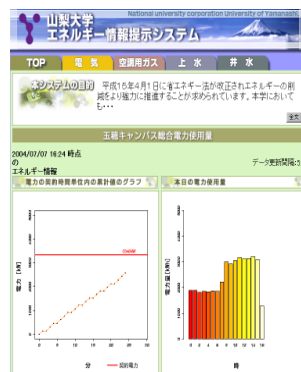 National university corporation University of Yamanashi
山梨大学
エネルギー情報提示システム
TOP 電 気 空調用ガス 上 水 井 水
本システムの目的
平成15年4月1日に省エネ法が改正されエネルギーの削
減をより強力に推進することが求められています。本学において
も・・・
全文
玉穂キャンパス総合電力使用量
2004/07/07 16:24 時点
の
エネルギー情報
データ更新間隔:5
電力の契約時間単位内の累計値のグラフ
本日の電力使用量
電力 [kW]
分
契約電力
電力量 [kWh]
時